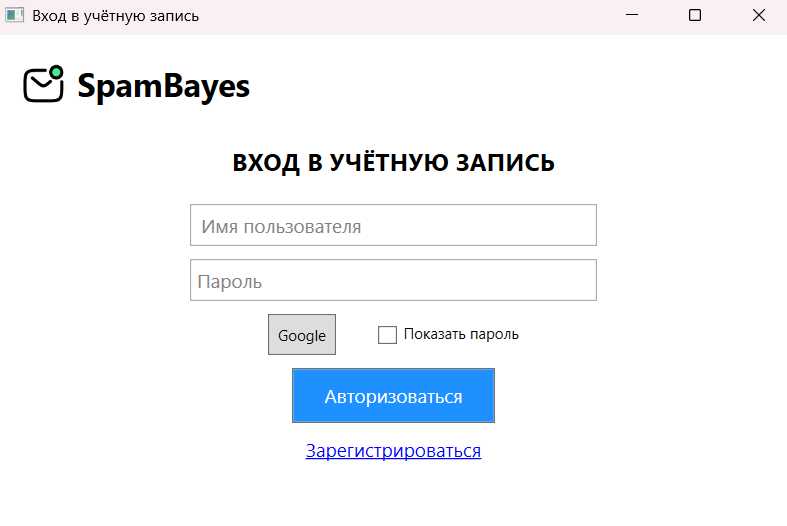 Вход в учётную запись
SpamBayes
ВХОД В УЧЁТНУЮ ЗАПИСЬ
Имя пользователя
Пароль
Google Показать пароль
Авторизоваться
Зарегистрироваться